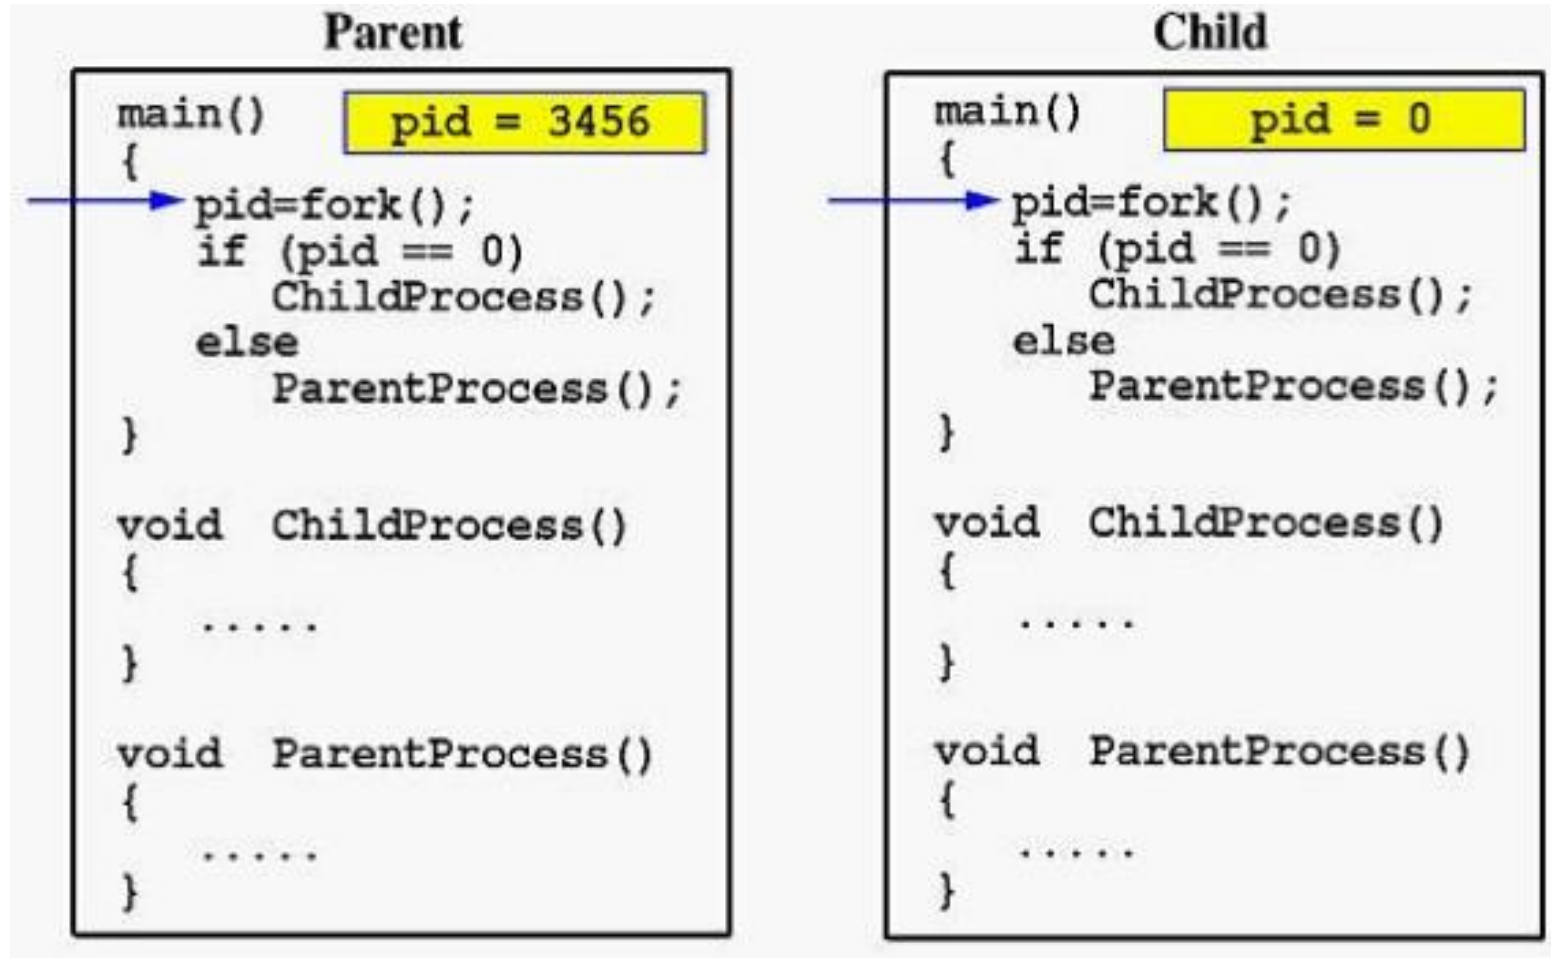 Parent
main()
pid = 3456
{
pid=fork();
if (pid == 0)
ChildProcess();
else
ParentProcess();
}
void ChildProcess()
{
.....
}
void ParentProcess()
{
.....
}
Child
main()
pid = 0
{
pid=fork();
if (pid == 0)
ChildProcess();
else
ParentProcess();
}
void ChildProcess()
{
.....
}
void ParentProcess()
{
.....
}